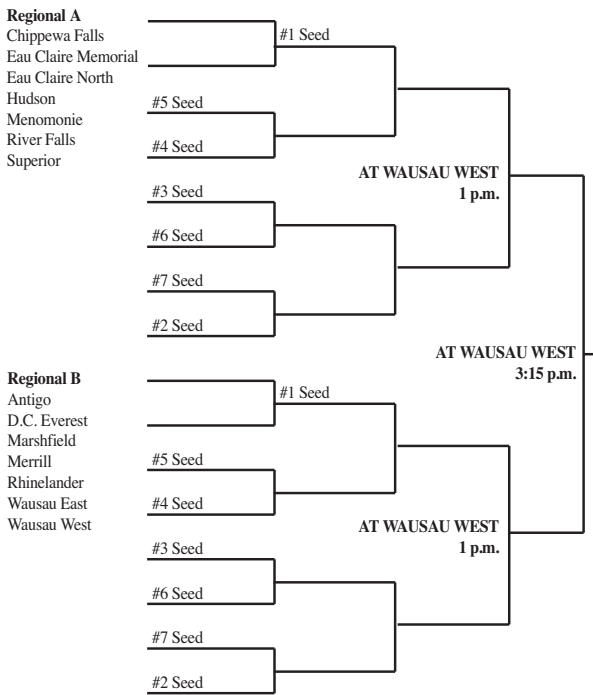 Regional A
Chippewa Falls
Eau Claire Memorial
Eau Claire North
Hudson
Menomonie
River Falls
Superior
#1 Seed
#5 Seed
#4 Seed
#3 Seed
#6 Seed
#7 Seed
#2 Seed
AT WAUSAU WEST
1 p.m.
AT WAUSAU WEST
3:15 p.m.
Regional B
Antigo
D.C. Everest
Marshfield
Merrill
Rhinelander
Wausau East
Wausau West
#1 Seed
#5 Seed
#4 Seed
#3 Seed
#6 Seed
#7 Seed
#2 Seed
AT WAUSAU WEST
1 p.m.